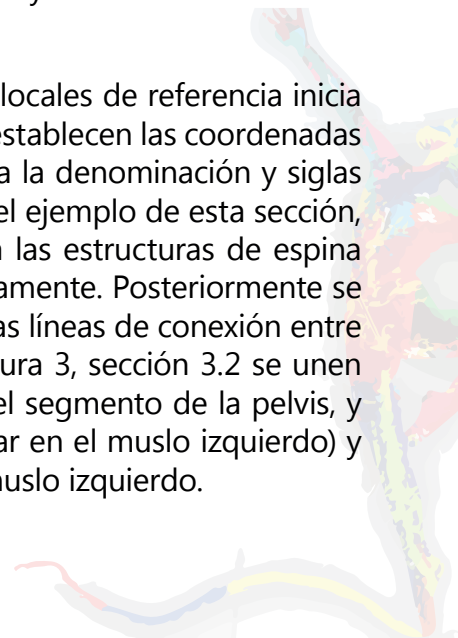 locales de referencia inicia
establecen las coordenadas
a la denominación y siglas
el ejemplo de esta sección,
las estructuras de espina
amente. Posteriormente se
as líneas de conexión entre
ura 3, sección 3.2 se unen
el segmento de la pelvis, y
ar en el muslo izquierdo) y
uslo izquierdo.